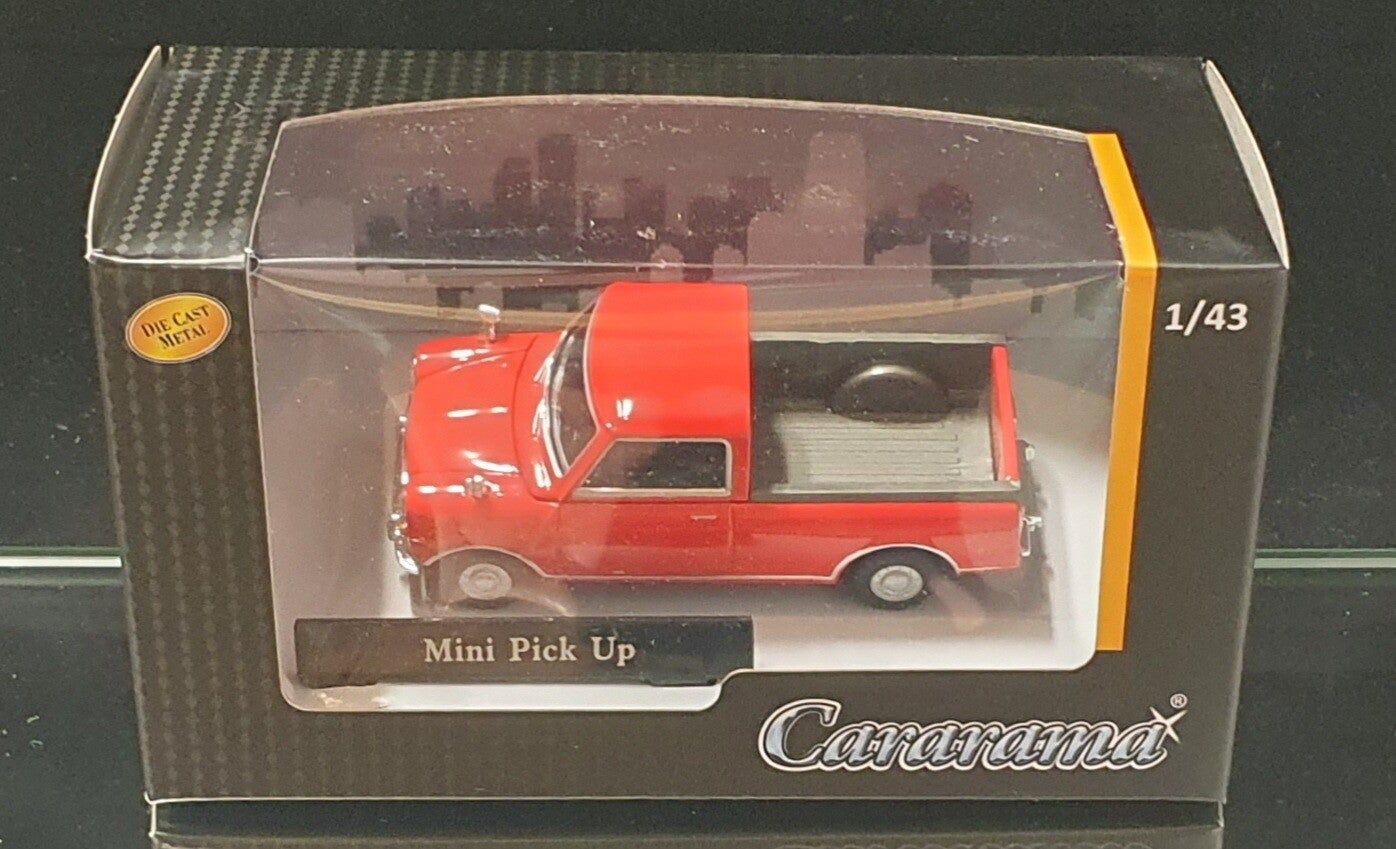 DIE CAST
METAL
1/43
Mini Pick Up
Cararama®